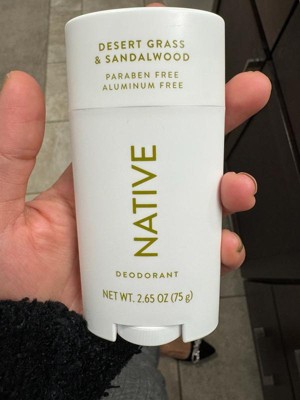 DESERT GRASS
& SANDALWOOD
PARABEN FREE
ALUMINUM FREE
NATIVE
DEODORANT
NET WT. 2.65 OZ (75 g)